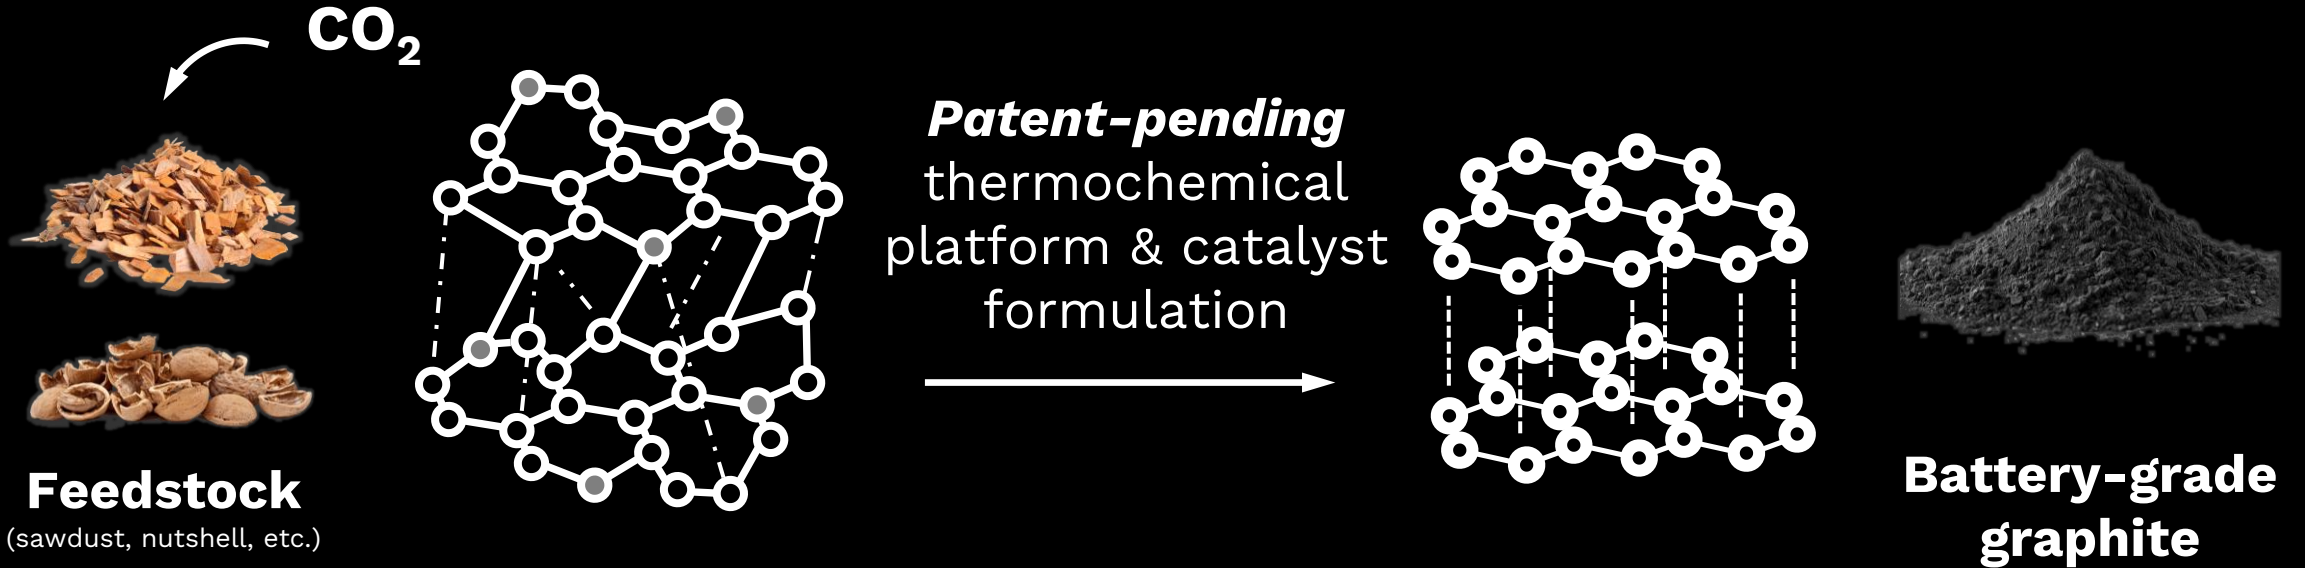 CO₂
Feedstock
(sawdust, nutshell, etc.)
Patent-pending
thermochemical
platform & catalyst
formulation
Battery-grade
graphite